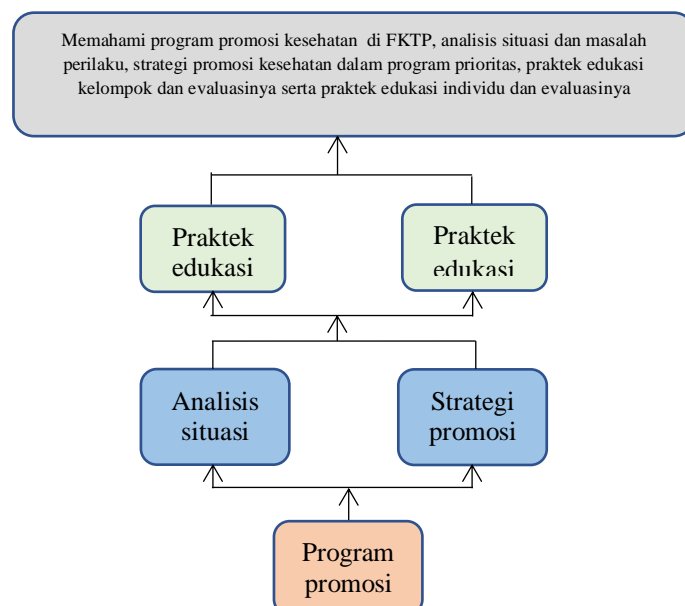 Memahami program promosi kesehatan di FKTP, analisis situasi dan masalah
perilaku, strategi promosi kesehatan dalam program prioritas, praktek edukasi
kelompok dan evaluasinya serta praktek edukasi individu dan evaluasinya
Praktek
edukasi
Praktek
edukasi
Analisis
situasi
Strategi
promosi
Program
promosi